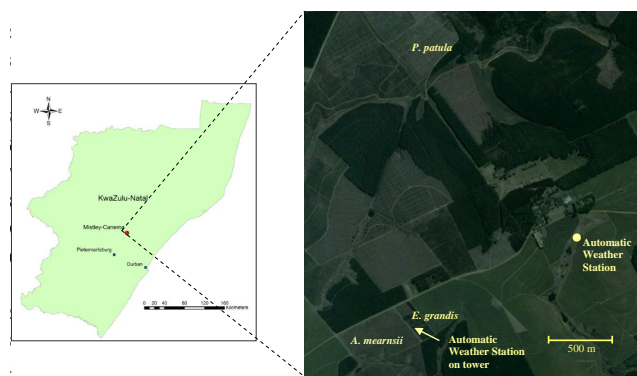 P. patula
N
W E
S
KwaZulu-Natal
Mistley-Canema
Pietermaritzburg
Durban
0 20 40 80 120 160
Kilometers
Automatic
Weather
Station
E. grandis
A. mearnsii
Automatic
Weather Station
on tower
500 m